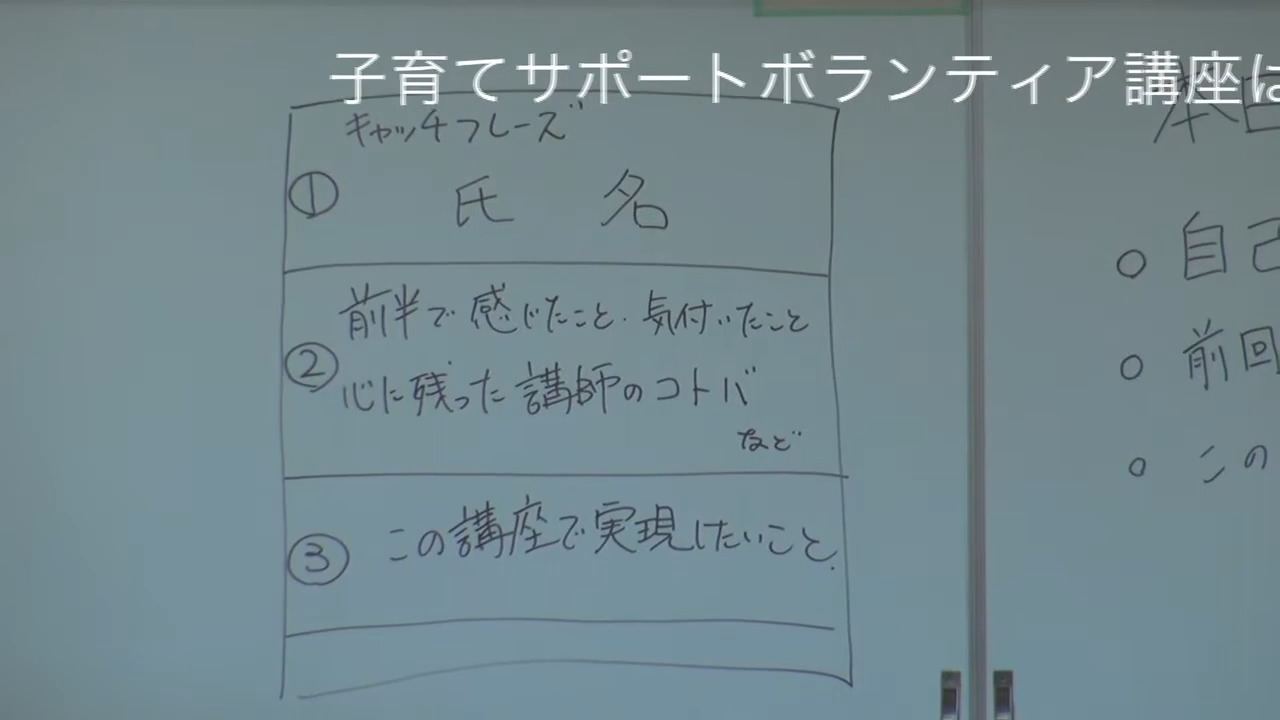 子育てサポートボランティア講座は
キャッチフレーズ
① 氏 名
② 前半で感じたこと・気付いたこと
心に残った講師のコトバ
など
③ この講座で実現したいこと.
本日
○ 自己
○ 前回
○ この